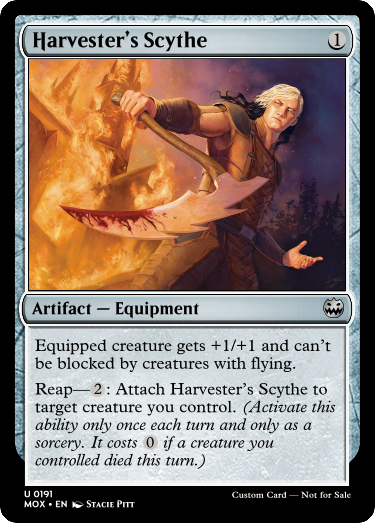 Harvester's Scythe 1
Artifact — Equipment
Equipped creature gets +1/+1 and can't
be blocked by creatures with flying.
Reap—2: Attach Harvester's Scythe to
target creature you control. (Activate this
ability only once each turn and only as a
sorcery. It costs 0 if a creature you
controlled died this turn.)
U 0191
MOX • EN Stacie Pitt
Custom Card — Not for Sale